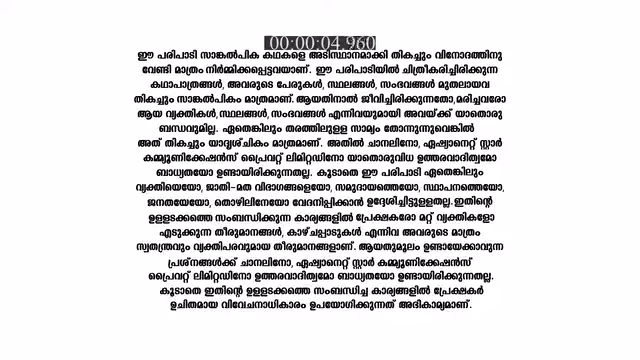 00:00:04.960
ഈ പരിപാടി സാങ്കൽപിക കഥകളെ അടിസ്ഥാനമാക്കി തികച്ചും വിനോദത്തിനു
വേണ്ടി മാത്രം നിർമ്മിക്കപ്പെട്ടവയാണ്. ഈ പരിപാടിയിൽ ചിത്രീകരിച്ചിരിക്കുന്ന
കഥാപാത്രങ്ങൾ, അവരുടെ പേരുകൾ, സ്ഥലങ്ങൾ, സംഭവങ്ങൾ മുതലായവ
തികച്ചും സാങ്കൽപികം മാത്രമാണ്. ആയതിനാൽ ജീവിച്ചിരിക്കുന്നതോ,മരിച്ചവരോ
ആയ വ്യക്തികൾ,സ്ഥലങ്ങൾ,സംഭവങ്ങൾ എന്നിവയുമായി അവയ്ക്ക് യാതൊരു
ബന്ധവുമില്ല. ഏതെങ്കിലും തരത്തിലുളള സാമ്യം തോന്നുന്നുവെങ്കിൽ
അത് തികച്ചും യാദൃശ്ചികം മാത്രമാണ്. അതിൽ ചാനലിനോ, ഏഷ്യാനെറ്റ് സ്റ്റാർ
കമ്മ്യൂണിക്കേഷൻസ് പ്രൈവറ്റ് ലിമിറ്റഡിനോ യാതൊരുവിധ ഉത്തരവാദിത്വമോ
ബാധ്യതയോ ഉണ്ടായിരിക്കുന്നതല്ല. കൂടാതെ ഈ പരിപാടി ഏതെങ്കിലും
വ്യക്തിയെയോ, ജാതി-മത വിഭാഗങ്ങളെയോ, സമുദായത്തെയോ, സ്ഥാപനത്തെയോ,
ജനതയേയോ, തൊഴിലിനേയോ വേദനിപ്പിക്കാൻ ഉദ്ദേശിച്ചിട്ടുളളതല്ല.ഇതിന്റെ
ഉളളടക്കത്തെ സംബന്ധിക്കുന്ന കാര്യങ്ങളിൽ പ്രേക്ഷകരോ മറ്റ് വ്യക്തികളോ
എടുക്കുന്ന തീരുമാനങ്ങൾ, കാഴ്ചപ്പാടുകൾ എന്നിവ അവരുടെ മാത്രം
സ്വതന്ത്രവും വ്യക്തിപരവുമായ തീരുമാനങ്ങളാണ്. ആയതുമൂലം ഉണ്ടായേക്കാവുന്ന
പ്രശ്നങ്ങൾക്ക് ചാനലിനോ, ഏഷ്യാനെറ്റ് സ്റ്റാർ കമ്മ്യൂണിക്കേഷൻസ്
പ്രൈവറ്റ് ലിമിറ്റഡിനോ ഉത്തരവാദിത്വമോ ബാധ്യതയോ ഉണ്ടായിരിക്കുന്നതല്ല.
കൂടാതെ ഇതിന്റെ ഉളളടക്കത്തെ സംബന്ധിച്ച കാര്യങ്ങളിൽ പ്രേക്ഷകർ
ഉചിതമായ വിവേചനാധികാരം ഉപയോഗിക്കുന്നത് അഭികാമ്യമാണ്.